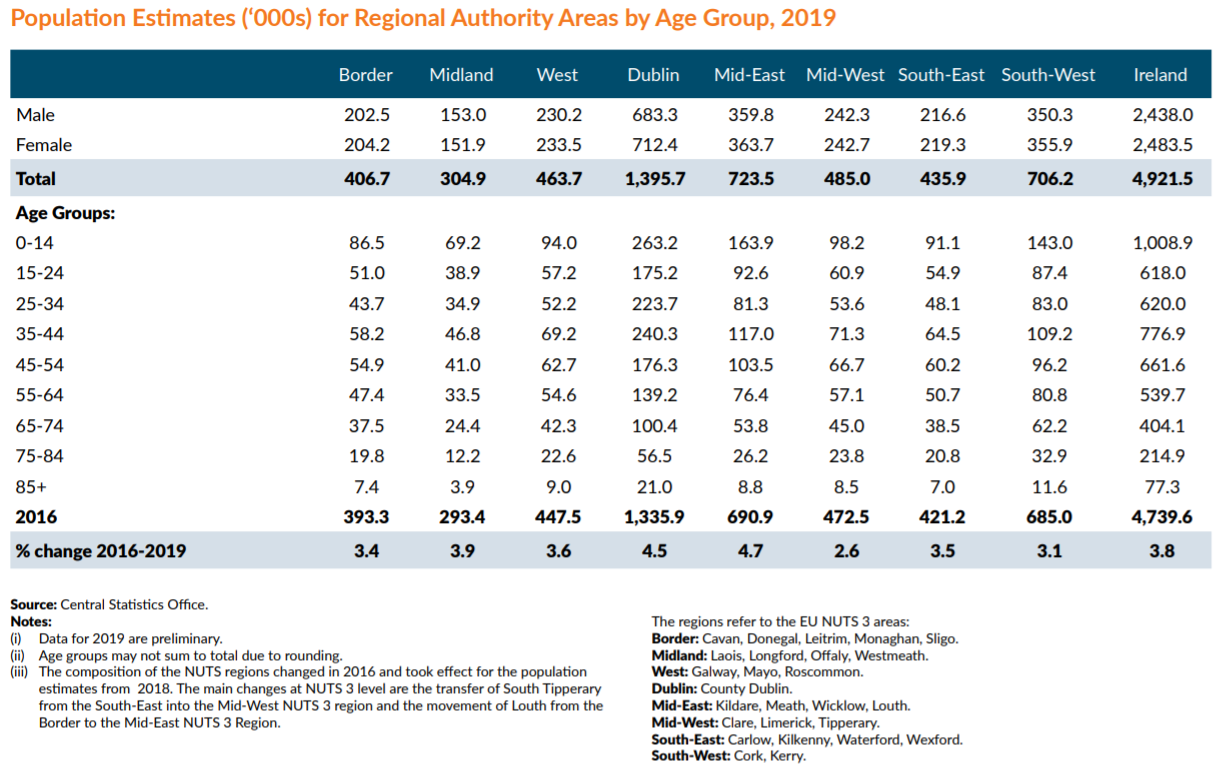 Population Estimates (‘000s) for Regional Authority Areas by Age Group, 2019
Border Midland West Dublin Mid-East Mid-West South-East South-West Ireland
Male 202.5 153.0 230.2 683.3 359.8 242.3 216.6 350.3 2,438.0
Female 204.2 151.9 233.5 712.4 363.7 242.7 219.3 355.9 2,483.5
Total 406.7 304.9 463.7 1,395.7 723.5 485.0 435.9 706.2 4,921.5
Age Groups:
0-14 86.5 69.2 94.0 263.2 163.9 98.2 91.1 143.0 1,008.9
15-24 51.0 38.9 57.2 175.2 92.6 60.9 54.9 87.4 618.0
25-34 43.7 34.9 52.2 223.7 81.3 53.6 48.1 83.0 620.0
35-44 58.2 46.8 69.2 240.3 117.0 71.3 64.5 109.2 776.9
45-54 54.9 41.0 62.7 176.3 103.5 66.7 60.2 96.2 661.6
55-64 47.4 33.5 54.6 139.2 76.4 57.1 50.7 80.8 539.7
65-74 37.5 24.4 42.3 100.4 53.8 45.0 38.5 62.2 404.1
75-84 19.8 12.2 22.6 56.5 26.2 23.8 20.8 32.9 214.9
85+ 7.4 3.9 9.0 21.0 8.8 8.5 7.0 11.6 77.3
2016 393.3 293.4 447.5 1,335.9 690.9 472.5 421.2 685.0 4,739.6
% change 2016-2019 3.4 3.9 3.6 4.5 4.7 2.6 3.5 3.1 3.8
Source: Central Statistics Office.
Notes:
(i) Data for 2019 are preliminary.
(ii) Age groups may not sum to total due to rounding.
(iii) The composition of the NUTS regions changed in 2016 and took effect for the population
estimates from 2018. The main changes at NUTS 3 level are the transfer of South Tipperary
from the South-East into the Mid-West NUTS 3 region and the movement of Louth from the
Border to the Mid-East NUTS 3 Region.
The regions refer to the EU NUTS 3 areas:
Border: Cavan, Donegal, Leitrim, Monaghan, Sligo.
Midland: Laois, Longford, Offaly, Westmeath.
West: Galway, Mayo, Roscommon.
Dublin: County Dublin.
Mid-East: Kildare, Meath, Wicklow, Louth.
Mid-West: Clare, Limerick, Tipperary.
South-East: Carlow, Kilkenny, Waterford, Wexford.
South-West: Cork, Kerry.